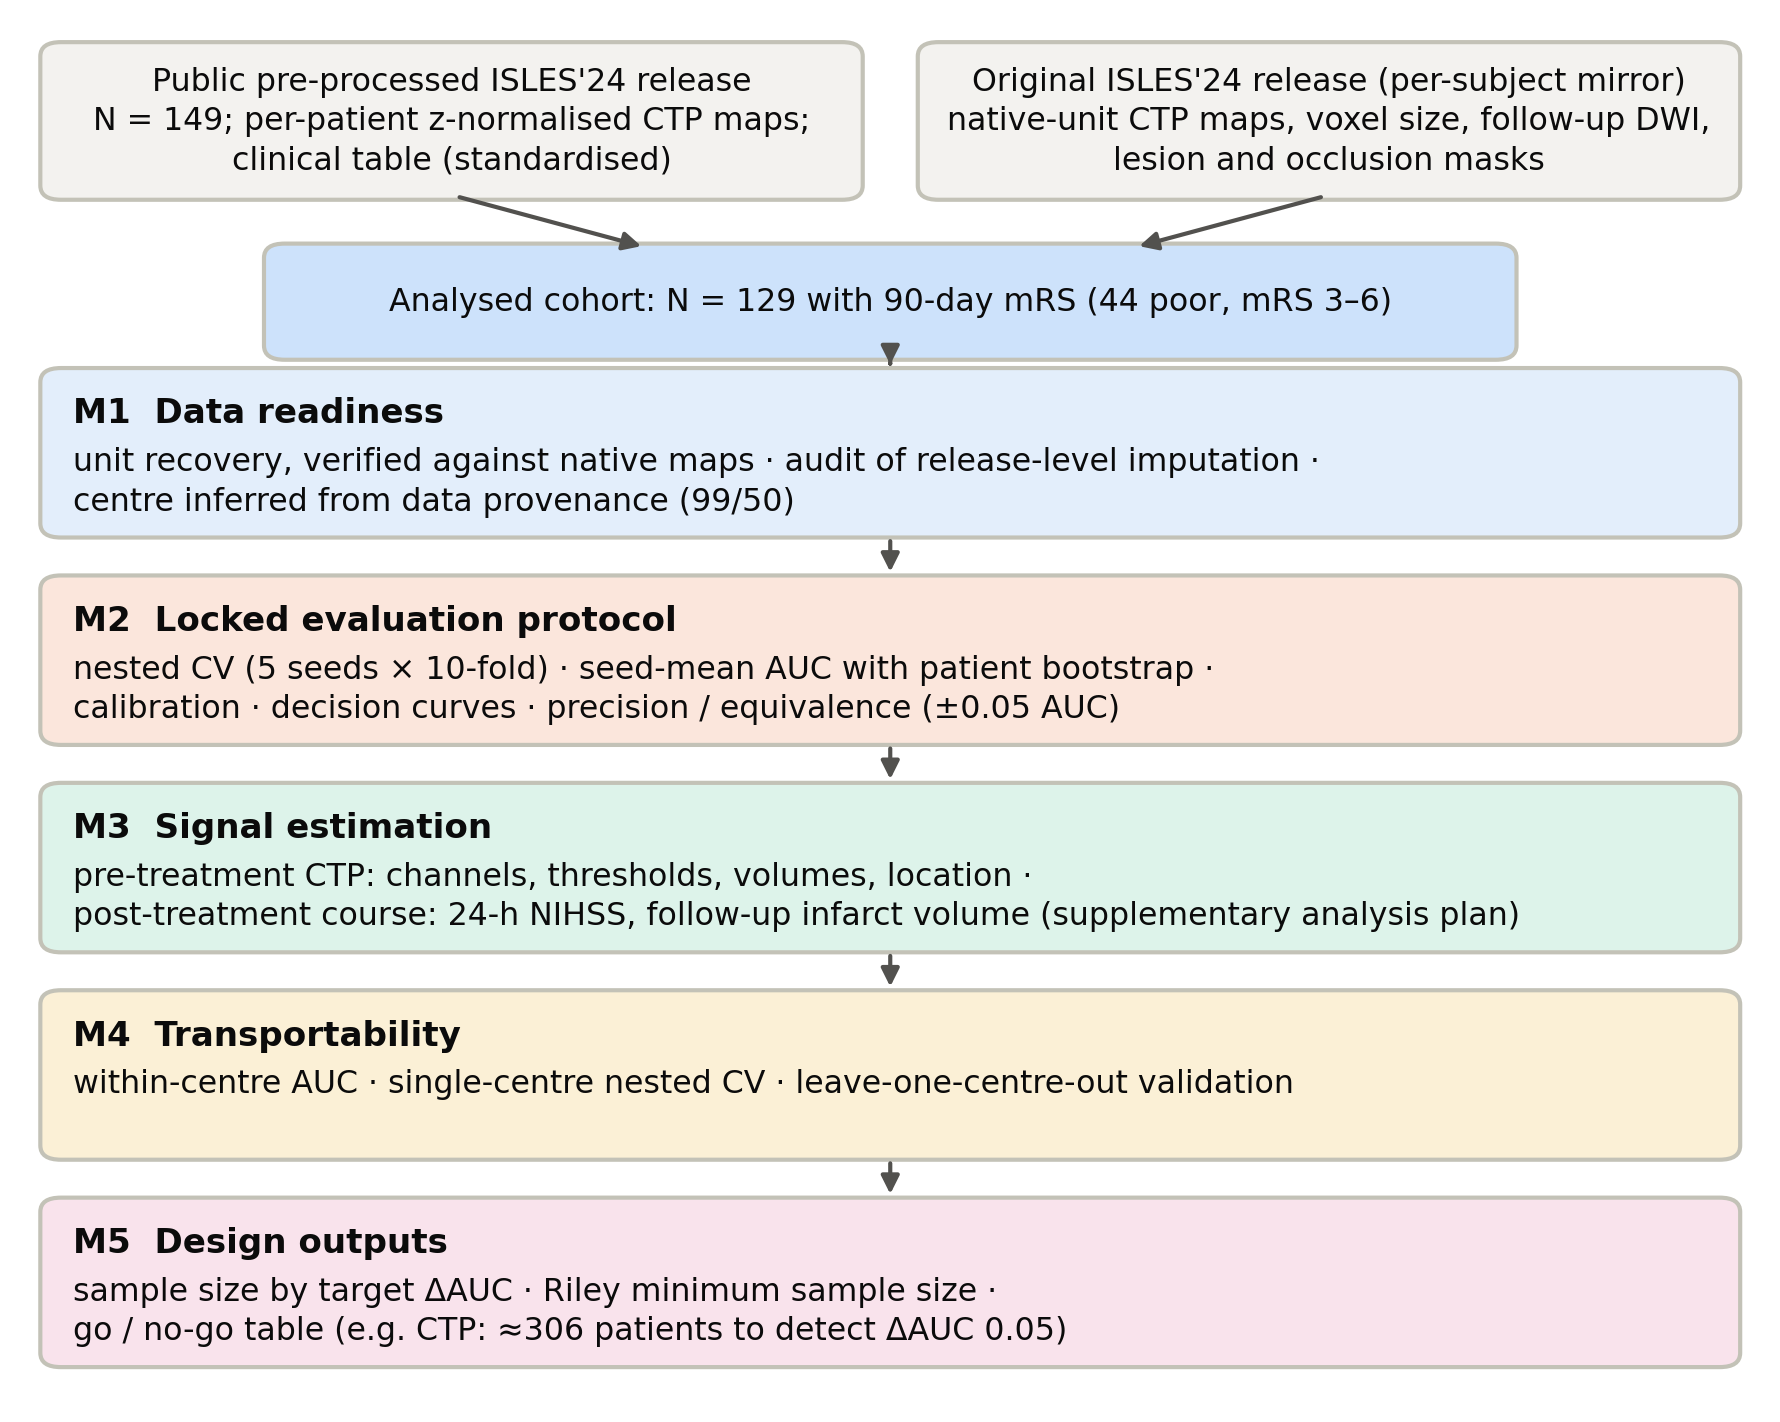 Public pre-processed ISLES'24 release
N = 149; per-patient z-normalised CTP maps;
clinical table (standardised)
Original ISLES'24 release (per-subject mirror)
native-unit CTP maps, voxel size, follow-up DWI,
lesion and occlusion masks
Analysed cohort: N = 129 with 90-day mRS (44 poor, mRS 3–6)
M1 Data readiness
unit recovery, verified against native maps · audit of release-level imputation ·
centre inferred from data provenance (99/50)
M2 Locked evaluation protocol
nested CV (5 seeds × 10-fold) · seed-mean AUC with patient bootstrap ·
calibration · decision curves · precision / equivalence (±0.05 AUC)
M3 Signal estimation
pre-treatment CTP: channels, thresholds, volumes, location ·
post-treatment course: 24-h NIHSS, follow-up infarct volume (supplementary analysis plan)
M4 Transportability
within-centre AUC · single-centre nested CV · leave-one-centre-out validation
M5 Design outputs
sample size by target ΔAUC · Riley minimum sample size ·
go / no-go table (e.g. CTP: ≈306 patients to detect ΔAUC 0.05)